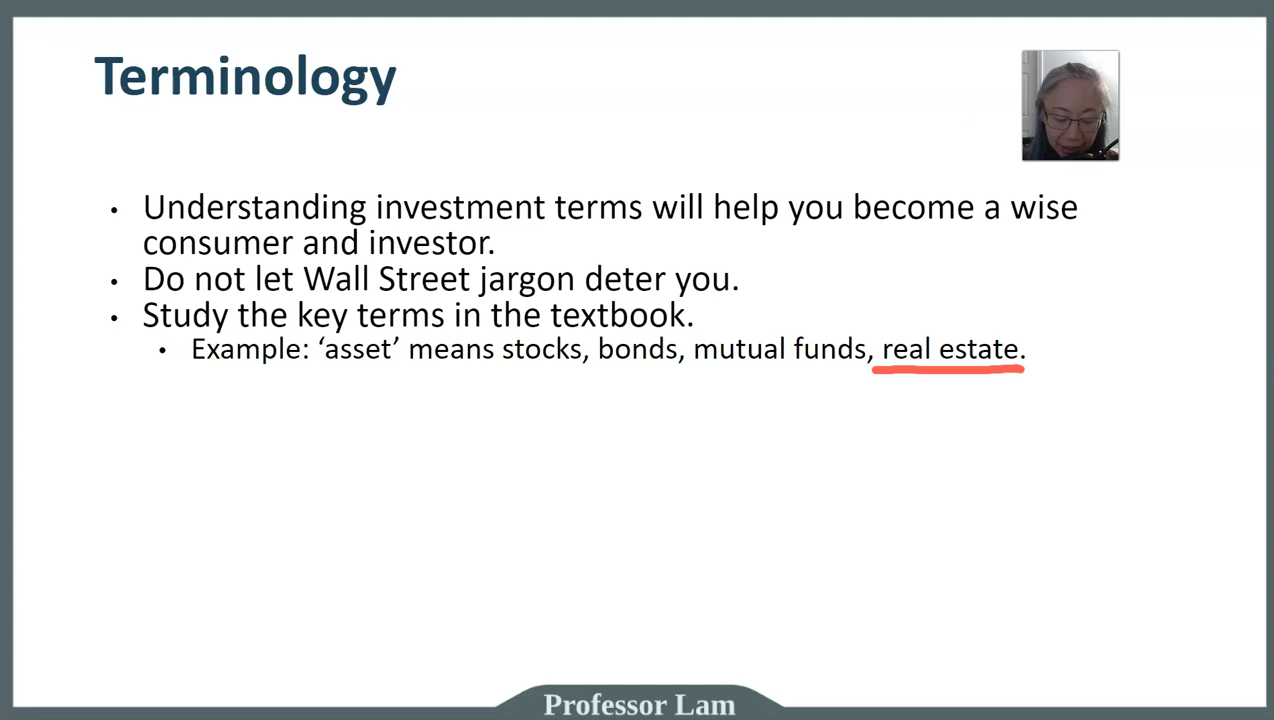 Terminology
• Understanding investment terms will help you become a wise
consumer and investor.
• Do not let Wall Street jargon deter you.
• Study the key terms in the textbook.
• Example: ‘asset’ means stocks, bonds, mutual funds, real estate.
Professor Lam